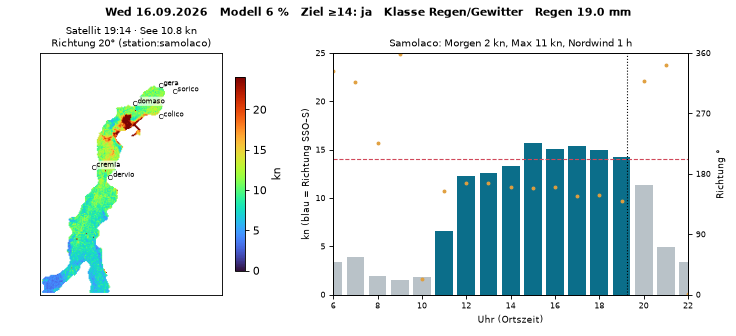 Wed 16.09.2026   Modell 6 %   Ziel ≥14: ja   Klasse Regen/Gewitter   Regen 19.0 mm
Satellit 19:14 · See 10.8 kn
Richtung 20° (station:samolaco)
gera
sorico
domaso
colico
cremia
dervio
20
15
10
5
0
kn
Samolaco: Morgen 2 kn, Max 11 kn, Nordwind 1 h
25
20
15
10
5
0
kn (blau = Richtung SSO-S)
360
270
180
90
0
Richtung °
6 8 10 12 14 16 18 20 22
Uhr (Ortszeit)